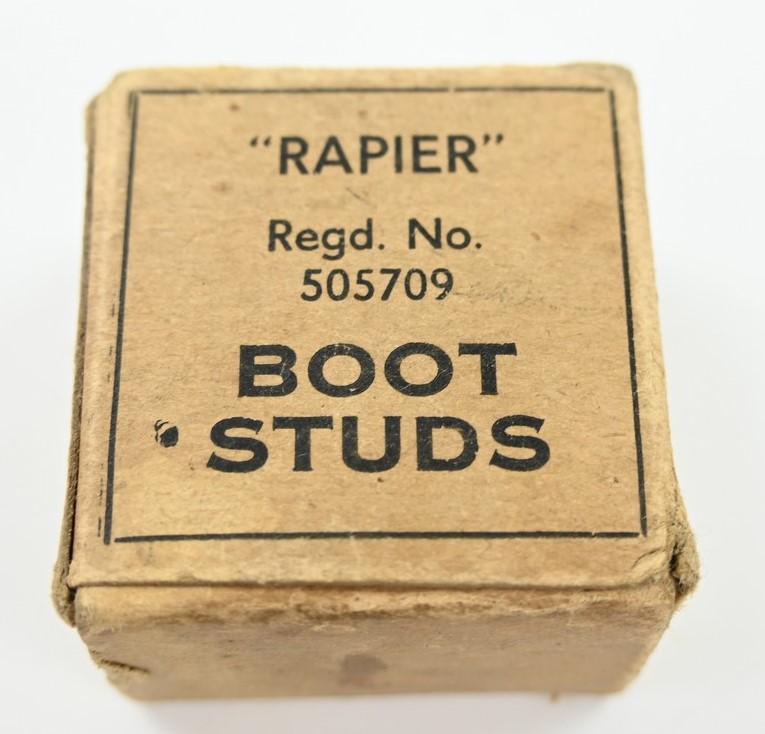 “RAPIER”
Regd. No.
505709
BOOT
STUDS